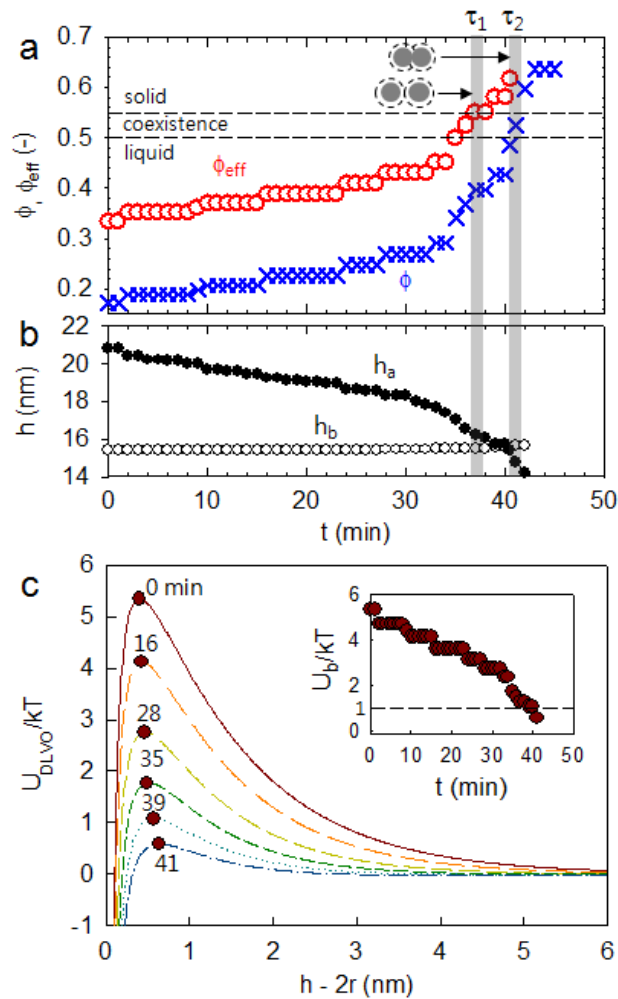 τ1 τ2
a
0.7
0.6
0.5
0.4
0.3
0.2
ϕ, ϕeff (-)
solid
coexistence
liquid
ϕeff
ϕ
b
22
20
18
16
14
h (nm)
ha
hb
0 10 20 30 40 50
t (min)
c
6
5
4
3
2
1
0
-1
UDLVO/kT
0 min
16
28
35
39
41
0 1 2 3 4 5 6
h - 2r (nm)
6
4
2
1
0
Ub/kT
0 10 20 30 40 50
t (min)